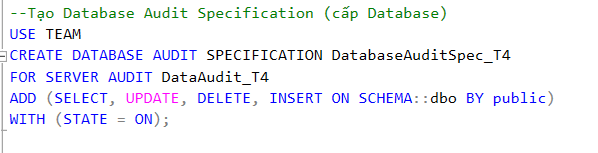 --Tạo Database Audit Specification (cấp Database)
USE TEAM
CREATE DATABASE AUDIT SPECIFICATION DatabaseAuditSpec_T4
FOR SERVER AUDIT DataAudit_T4
ADD (SELECT, UPDATE, DELETE, INSERT ON SCHEMA::dbo BY public)
WITH (STATE = ON);